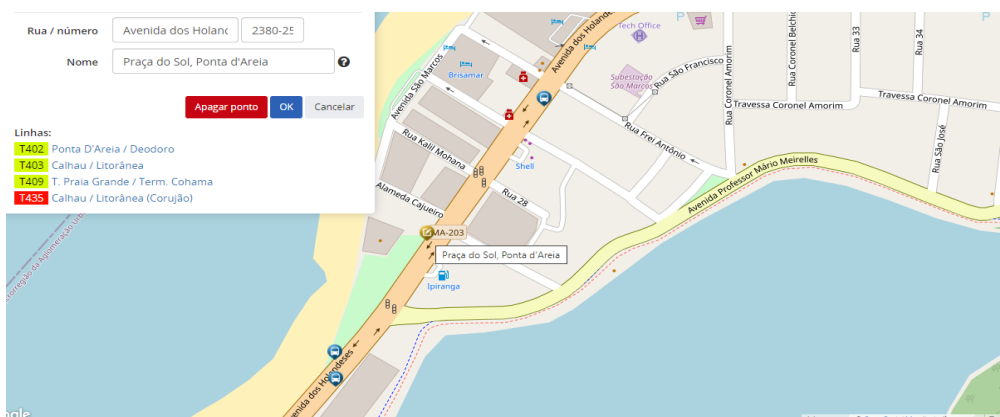 Rua / número
Avenida dos Holanc
2380-25
Nome
Praça do Sol, Ponta d'Areia
?
Apagar ponto
OK
Cancelar
Linhas:
T402 Ponta D'Areia / Deodoro
T403 Calhau / Litorânea
T409 T. Praia Grande / Term. Cohama
T435 Calhau / Litorânea (Corujão)
Avenida dos Holandeses
Tech Office
H
P
P
Rua Coronel Belchio
Rua 33
Rua 34
Brisamar
Avenida São Marcos
Subestação
São Marcos
Rua São Francisco
Rua Coronel Amorim
Travessa Coronel Amorim
Travessa Coronel Amorim
Rua Frei Antônio
Rua São José
Rua Kalil Mohana
Shell
Avenida Professor Mário Meirelles
Alameda Cajueiro
Rua 28
MA-203
Praça do Sol, Ponta d'Areia
Ipiranga
enida dos Holandeses